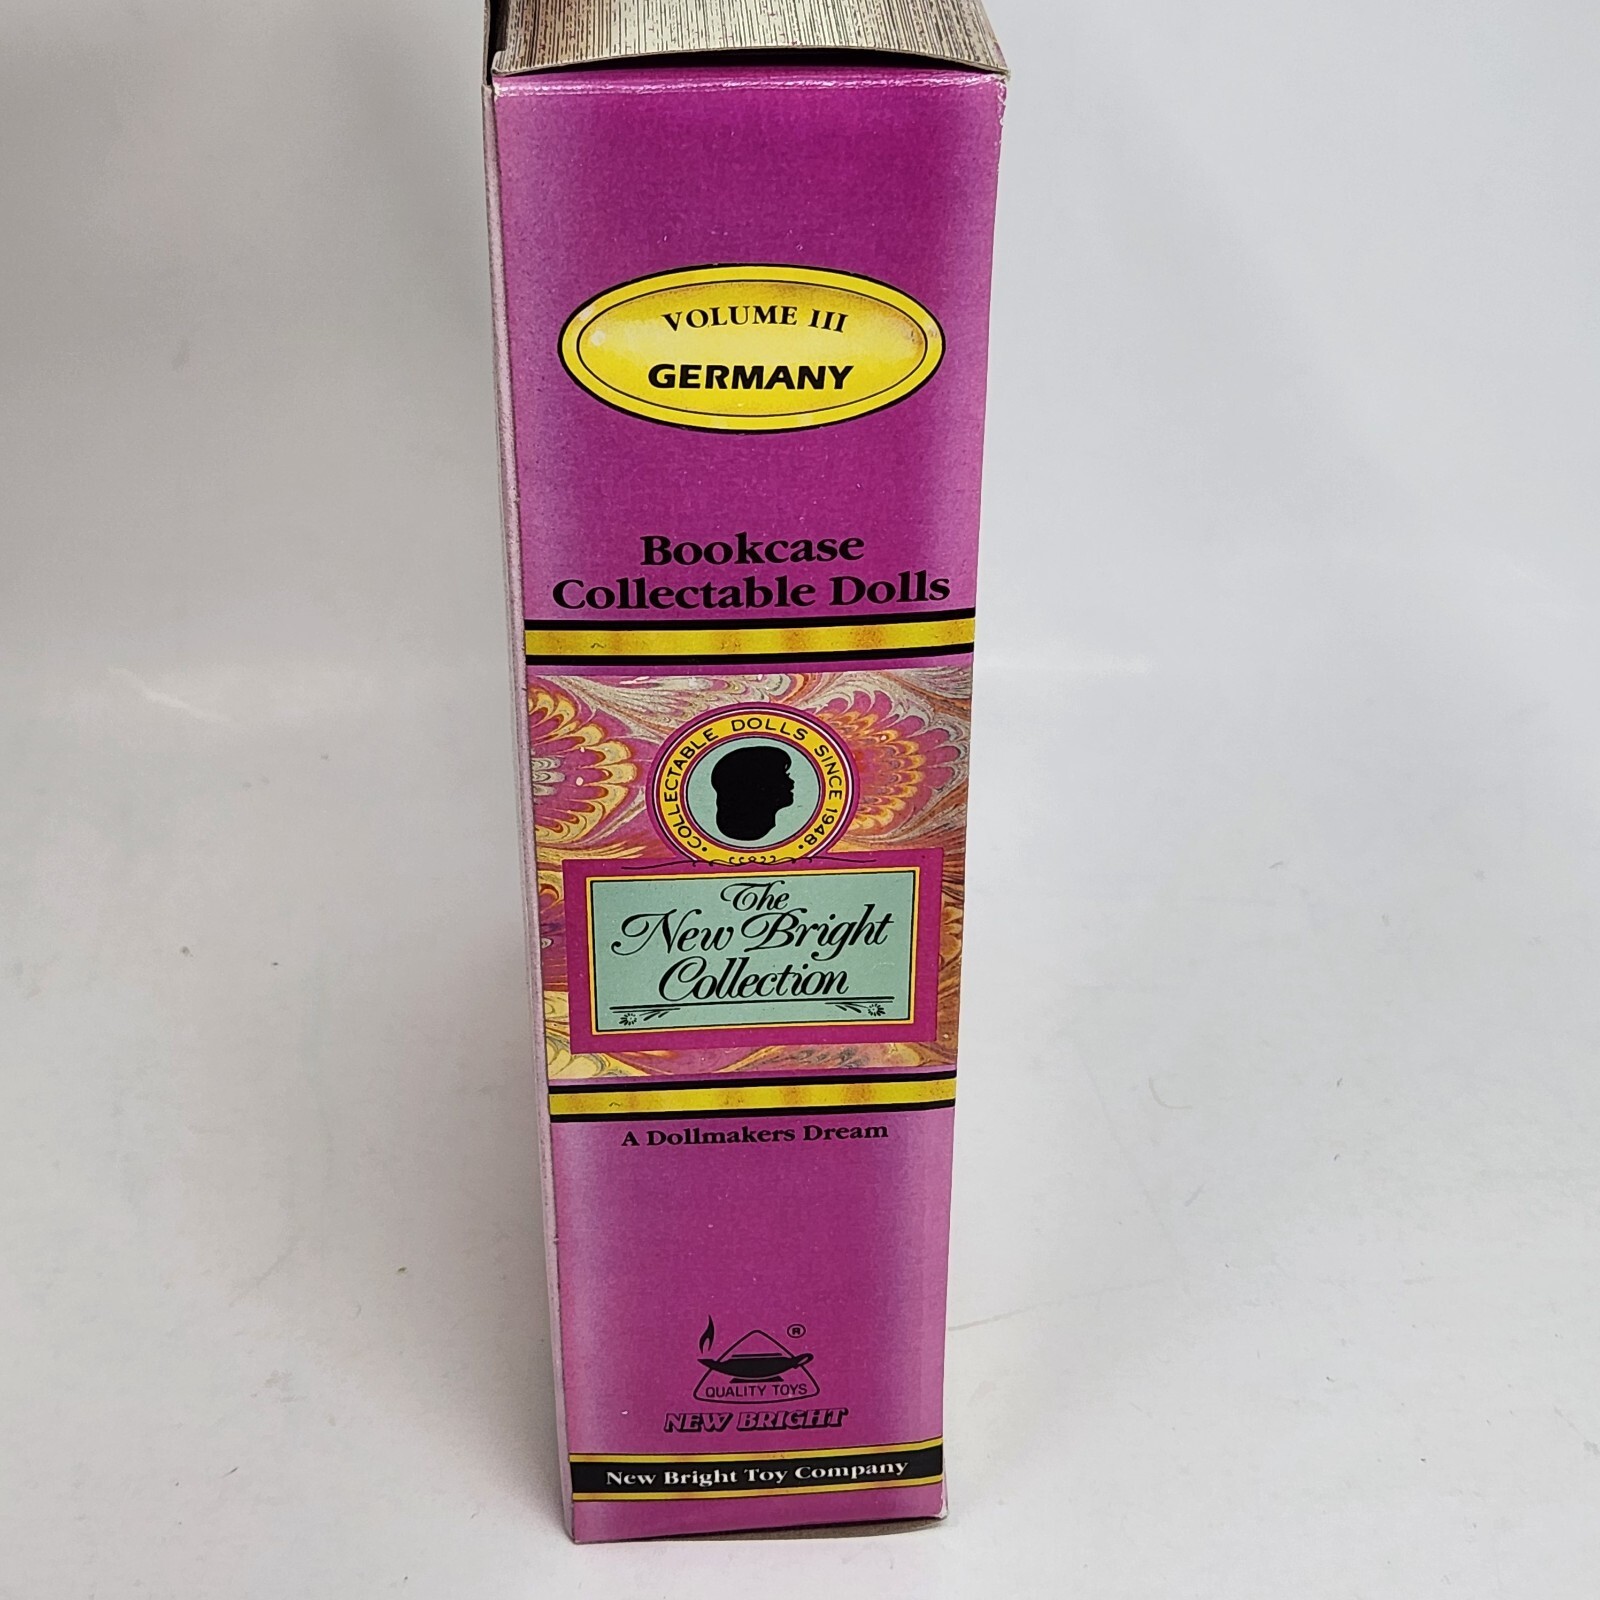 VOLUME III
GERMANY
Bookcase
Collectable Dolls
• COLLECTABLE DOLLS SINCE 1948 •
The
New Bright
Collection
A Dollmakers Dream
®
QUALITY TOYS
NEW BRIGHT
New Bright Toy Company